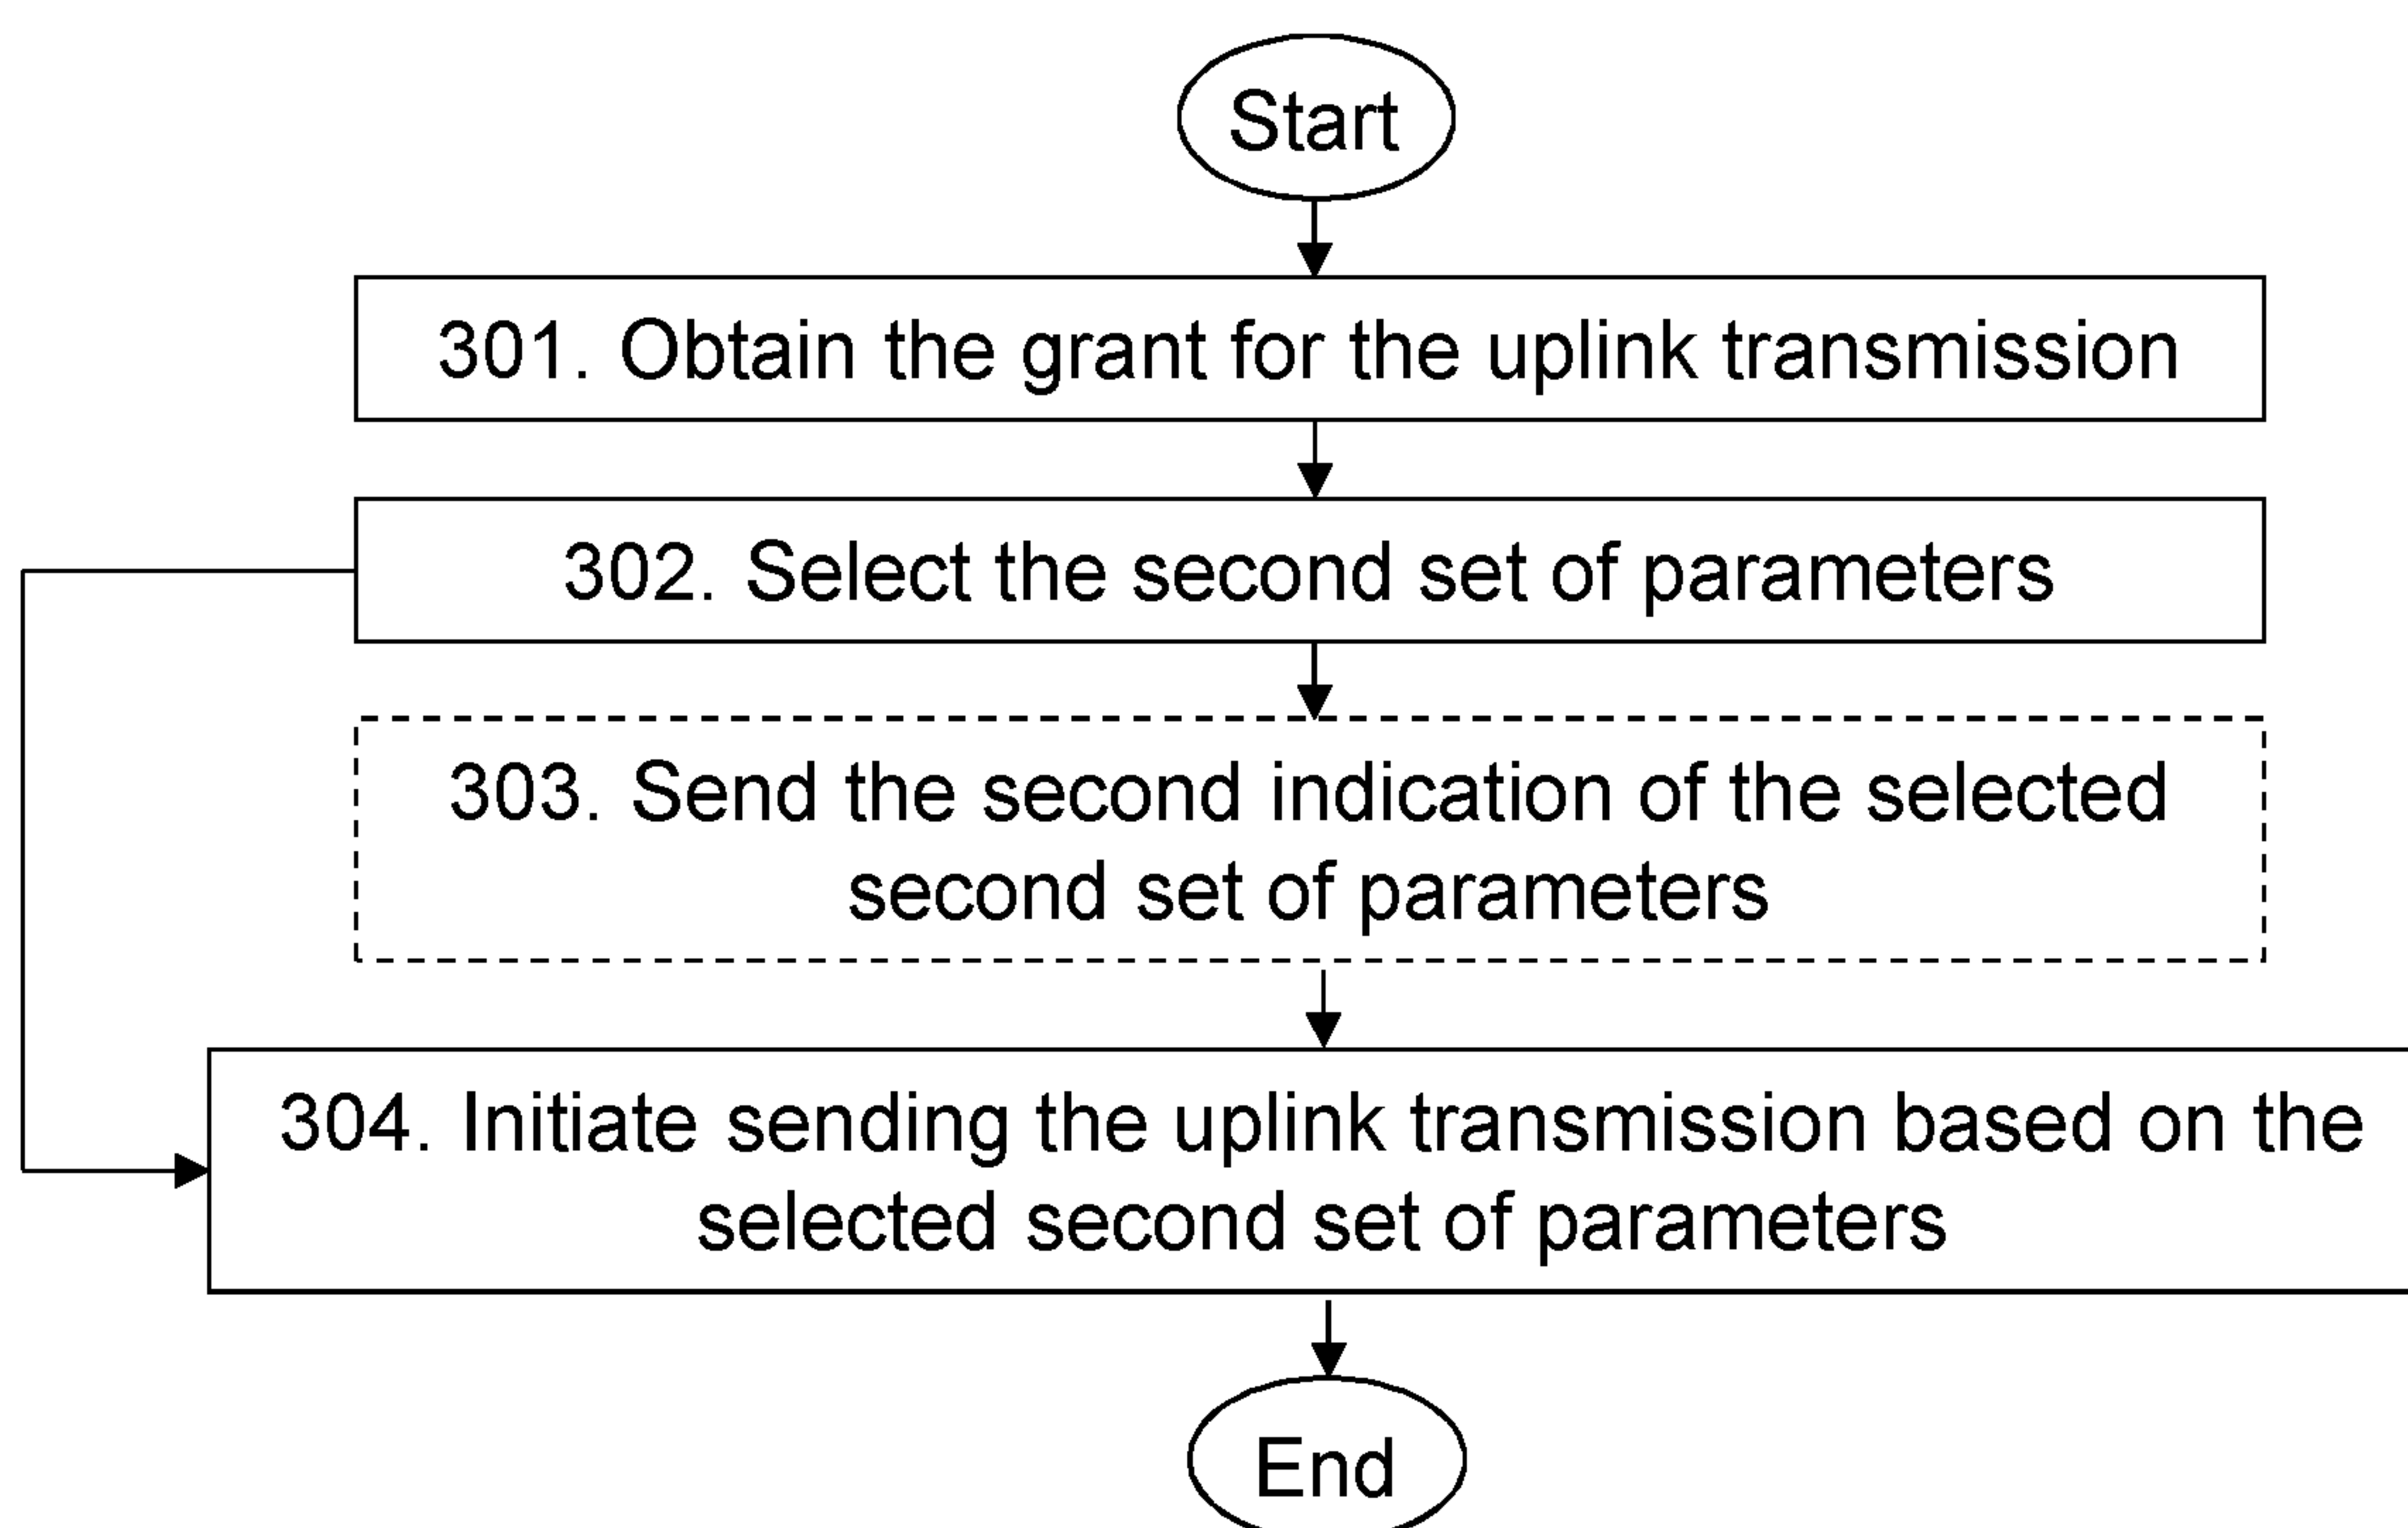 Start
301. Obtain the grant for the uplink transmission
302. Select the second set of parameters
303. Send the second indication of the selected
second set of parameters
304. Initiate sending the uplink transmission based on the
selected second set of parameters
End